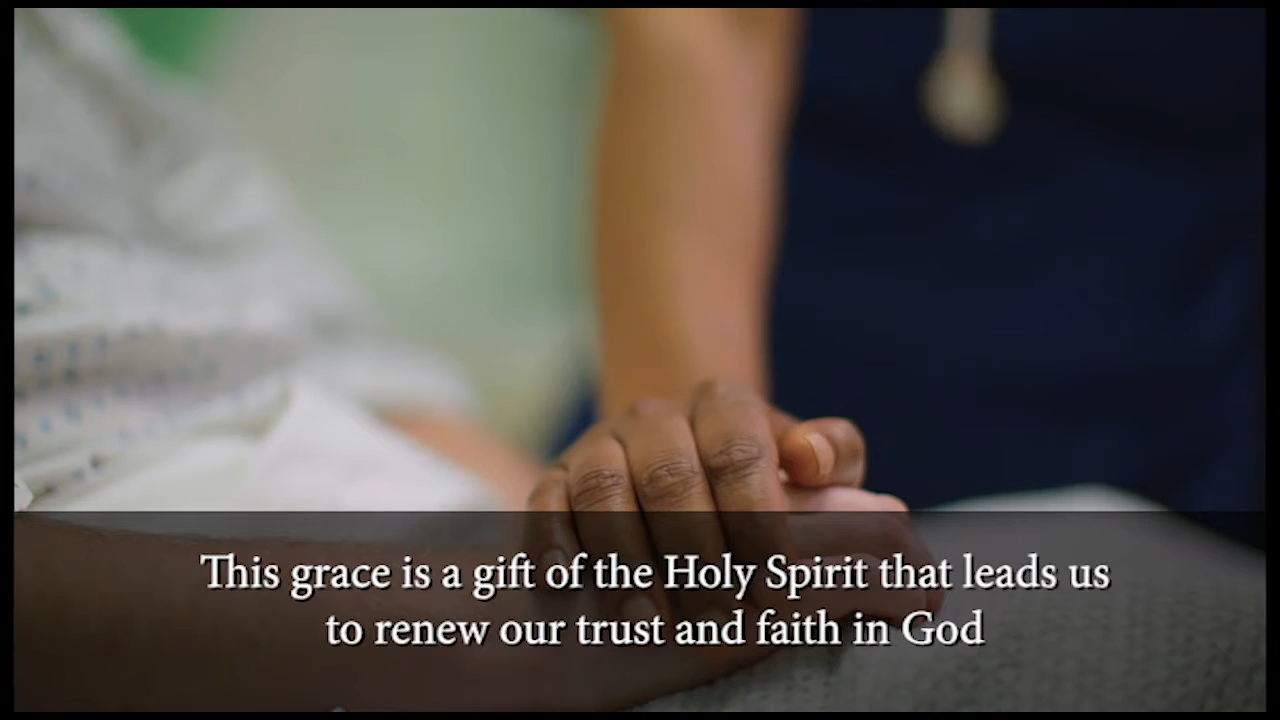 This grace is a gift of the Holy Spirit that leads us
to renew our trust and faith in God